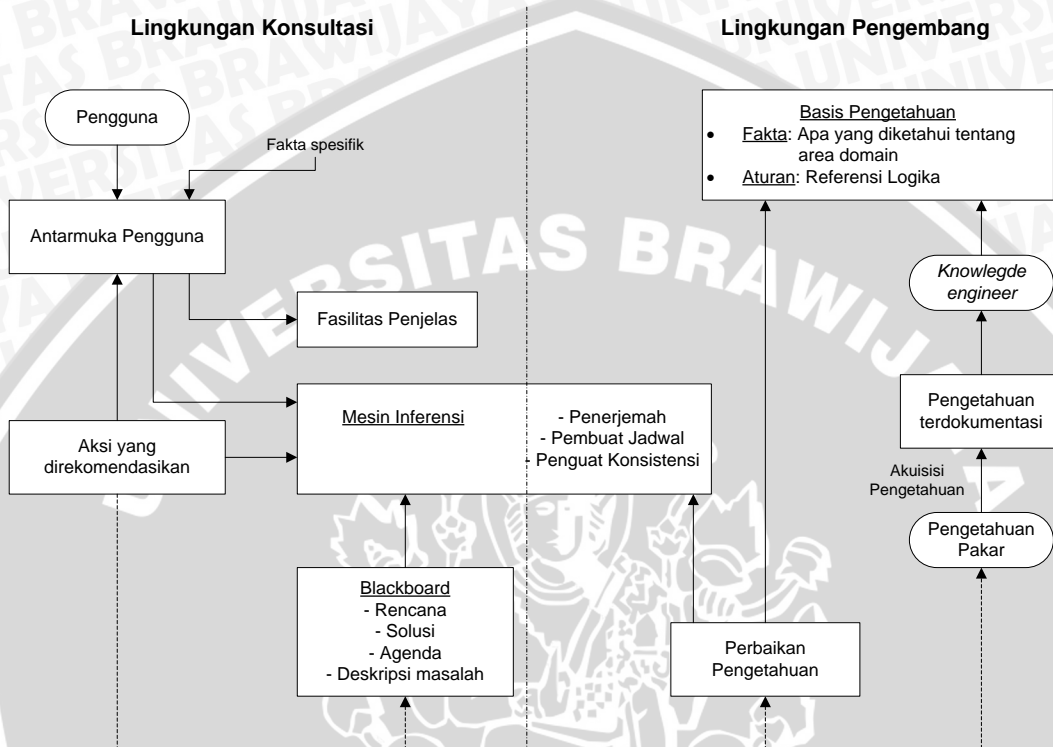 Lingkungan Konsultasi
Lingkungan Pengembang
Pengguna
Fakta spesifik
Antarmuka Pengguna
Fasilitas Penjelas
Mesin Inferensi
- Penerjemah
- Pembuat Jadwal
- Penguat Konsistensi
Aksi yang
direkomendasikan
Blackboard
- Rencana
- Solusi
- Agenda
- Deskripsi masalah
Basis Pengetahuan
• Fakta: Apa yang diketahui tentang
area domain
• Aturan: Referensi Logika
Knowlegde
engineer
Pengetahuan
terdokumentasi
Akuisisi
Pengetahuan
Pengetahuan
Pakar
Perbaikan
Pengetahuan
UNIVERSITAS BRAWIJAYA